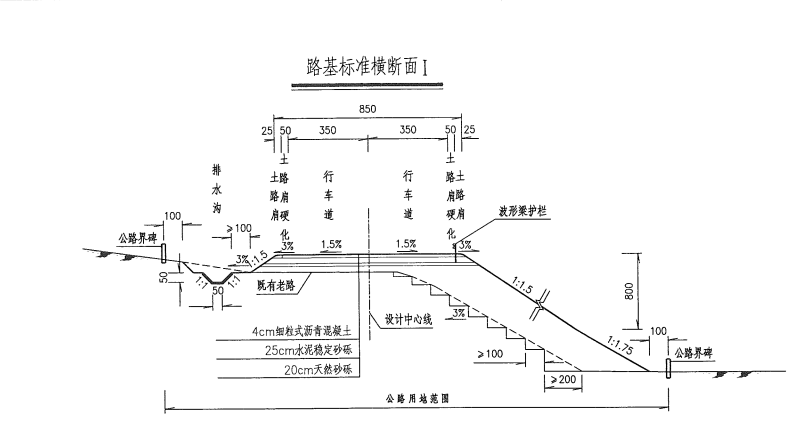 路基标准横断面Ⅰ
850
25 50 350 350 50 25
排水沟
土路肩
土路肩硬化
行车道
行车道
土路肩硬化
土路肩
波形梁护栏
100
≥100
公路界碑
3% 3% 1.5% 1.5% 3%
1:1.5
50
1:1
50
1:1
既有老路
1:1.5
800
设计中心线
3%
4cm细粒式沥青混凝土
25cm水泥稳定砂砾
20cm天然砂砾
≥100
≥200
1:1.75
100
公路界碑
公路用地范围